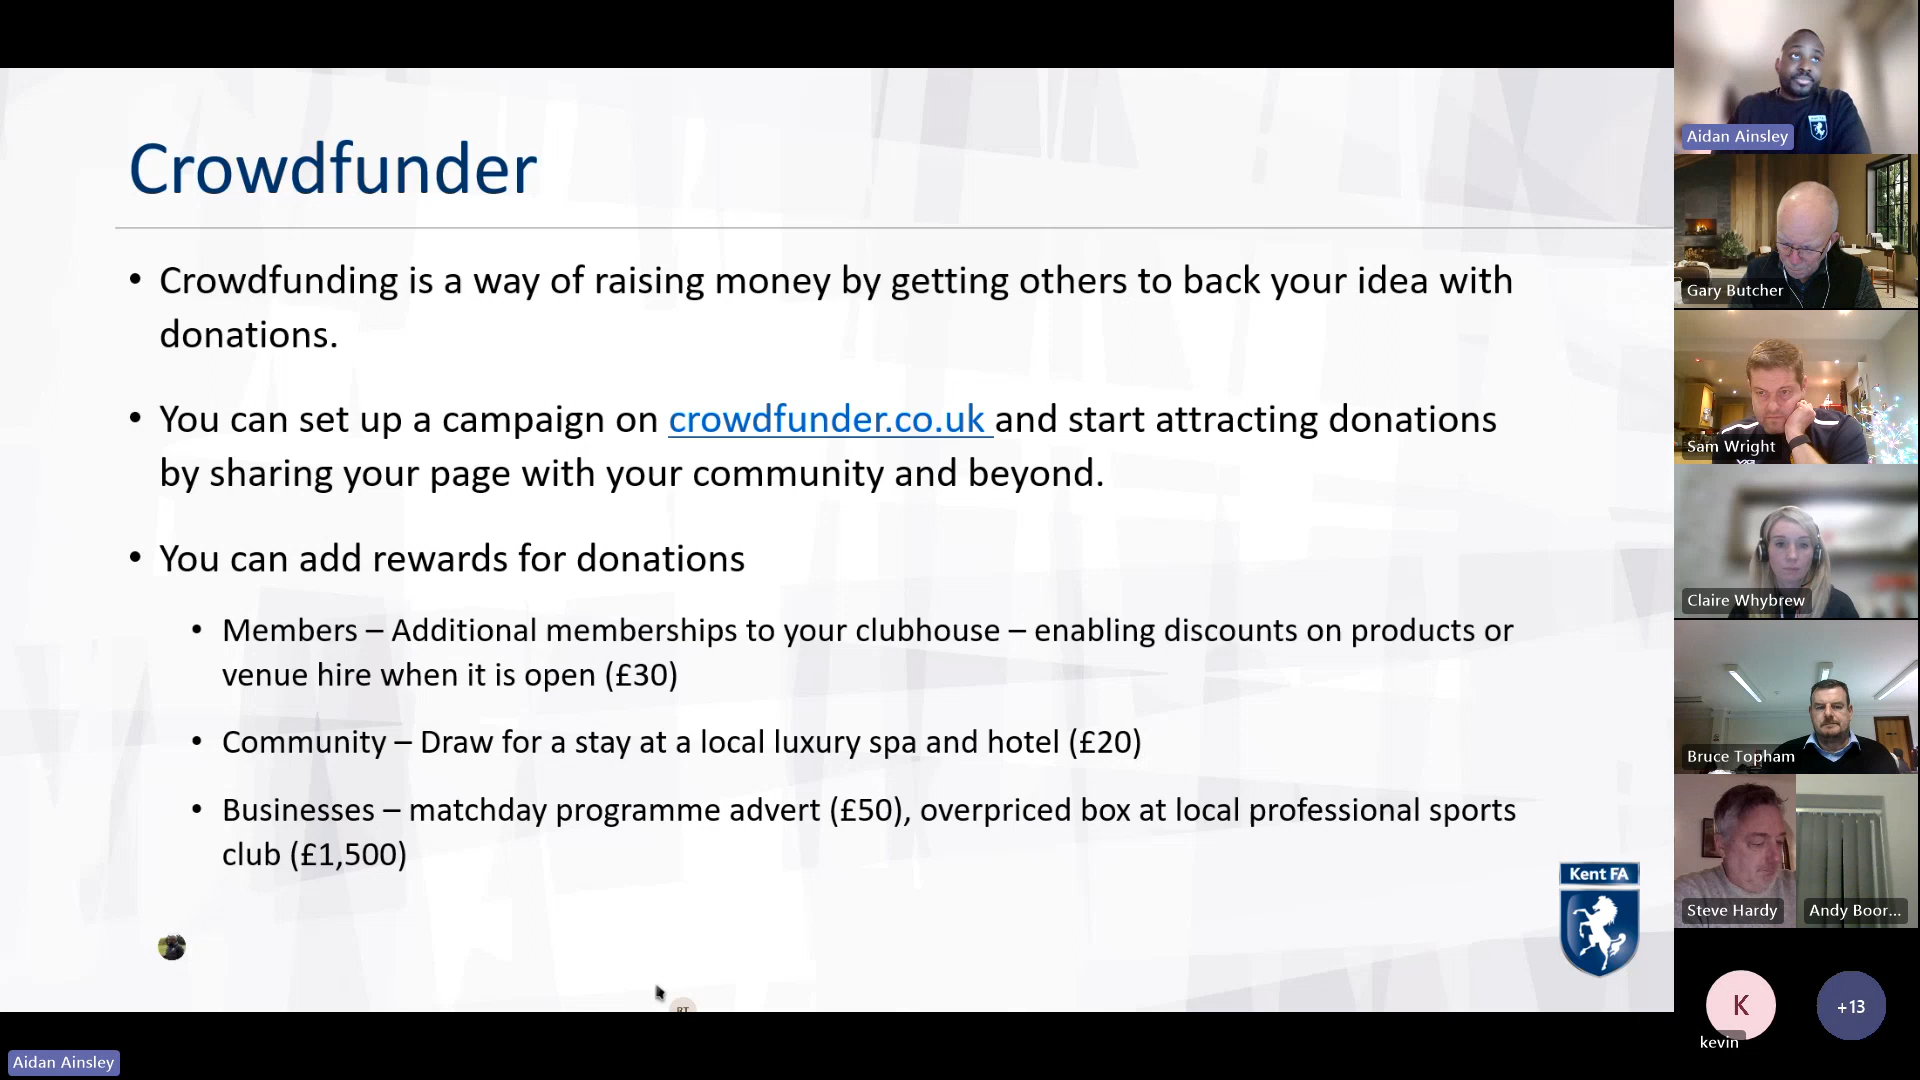 Crowdfunder
• Crowdfunding is a way of raising money by getting others to back your idea with
donations.
• You can set up a campaign on crowdfunder.co.uk and start attracting donations
by sharing your page with your community and beyond.
• You can add rewards for donations
• Members – Additional memberships to your clubhouse – enabling discounts on products or
venue hire when it is open (£30)
• Community – Draw for a stay at a local luxury spa and hotel (£20)
• Businesses – matchday programme advert (£50), overpriced box at local professional sports
club (£1,500)
Kent FA
Aidan Ainsley
Aidan Ainsley
Gary Butcher
Sam Wright
Claire Whybrew
Bruce Topham
Steve Hardy
Andy Boor...
K
+13
kevin